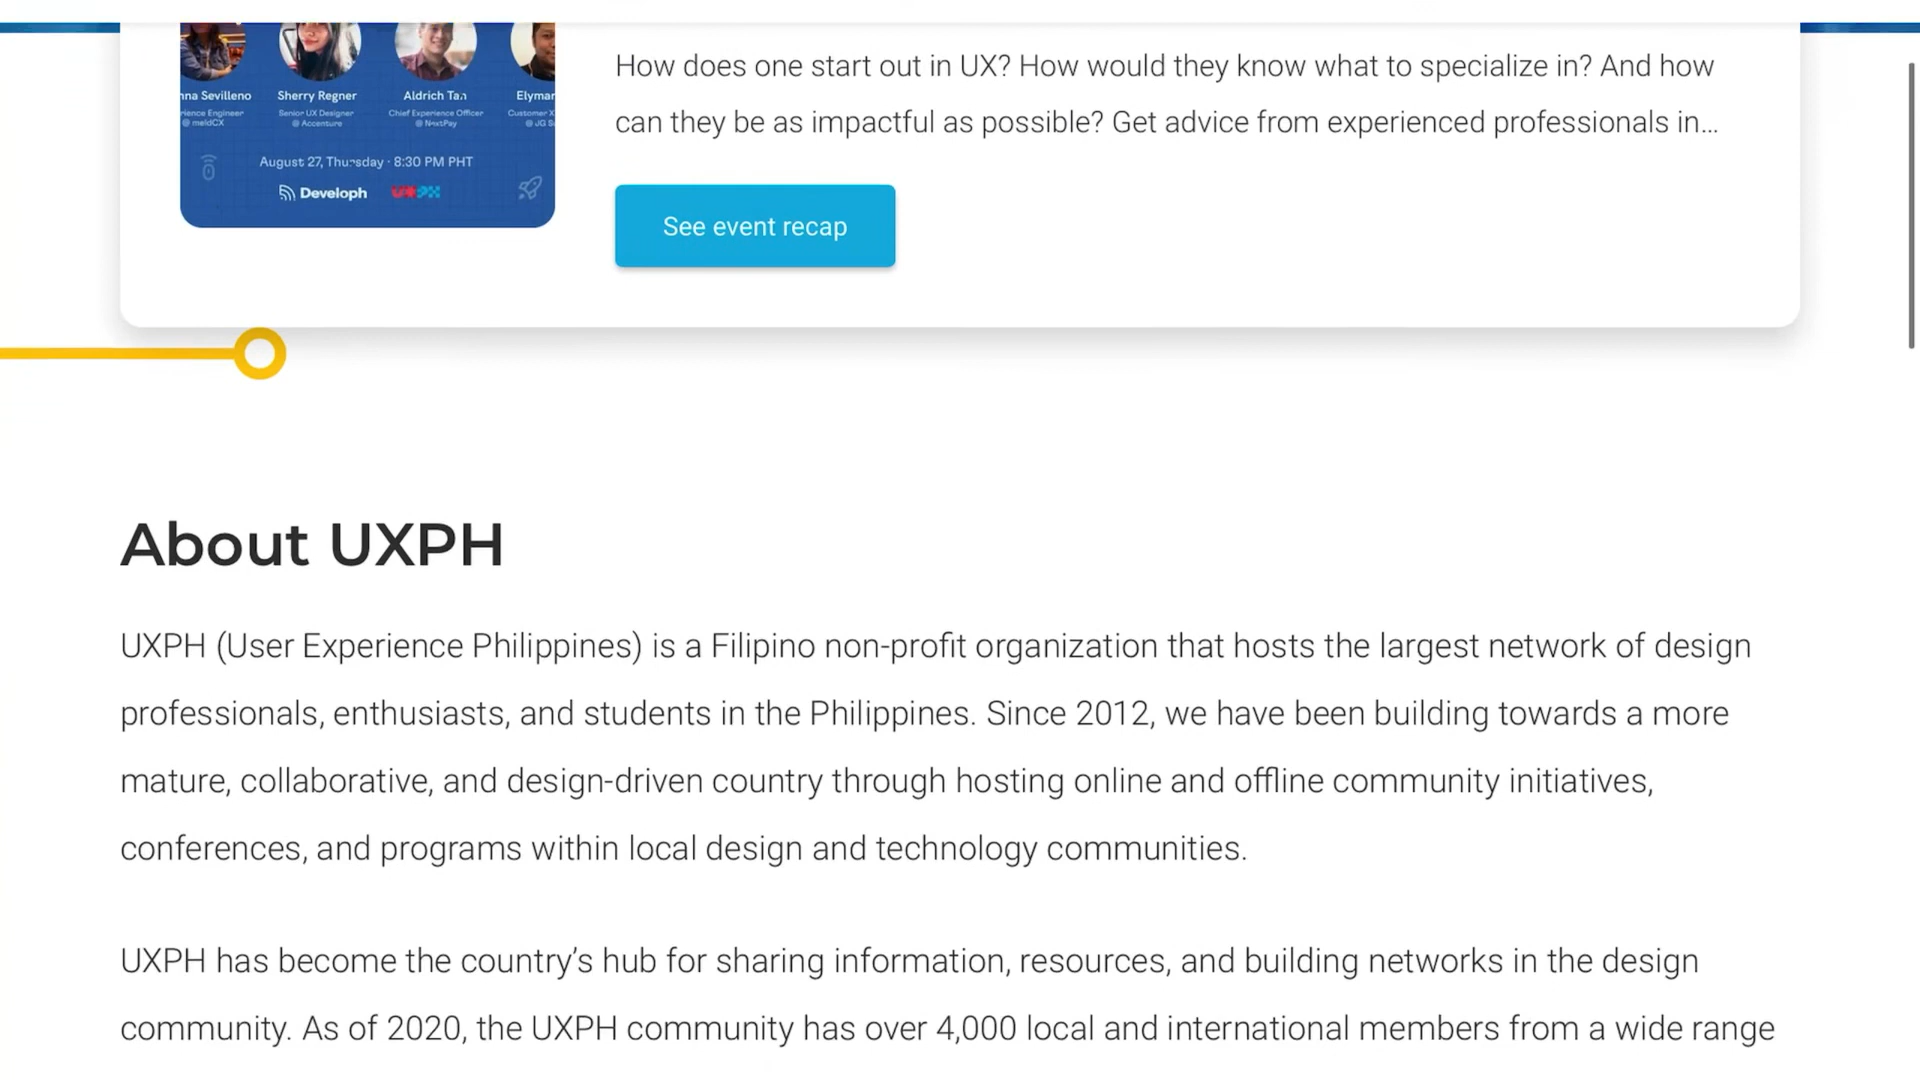 How does one start out in UX? How would they know what to specialize in? And how
can they be as impactful as possible? Get advice from experienced professionals in...
nna Sevilleno
rience Engineer
@ meldCX
Sherry Regner
Senior UX Designer
@ Accenture
Aldrich Tan
Chief Experience Officer
@ NextPay
Elymar
Customer X
@ JG S
August 27, Thursday · 8:30 PM PHT
Developh
UXPH
See event recap
About UXPH
UXPH (User Experience Philippines) is a Filipino non-profit organization that hosts the largest network of design
professionals, enthusiasts, and students in the Philippines. Since 2012, we have been building towards a more
mature, collaborative, and design-driven country through hosting online and offline community initiatives,
conferences, and programs within local design and technology communities.
UXPH has become the country’s hub for sharing information, resources, and building networks in the design
community. As of 2020, the UXPH community has over 4,000 local and international members from a wide range